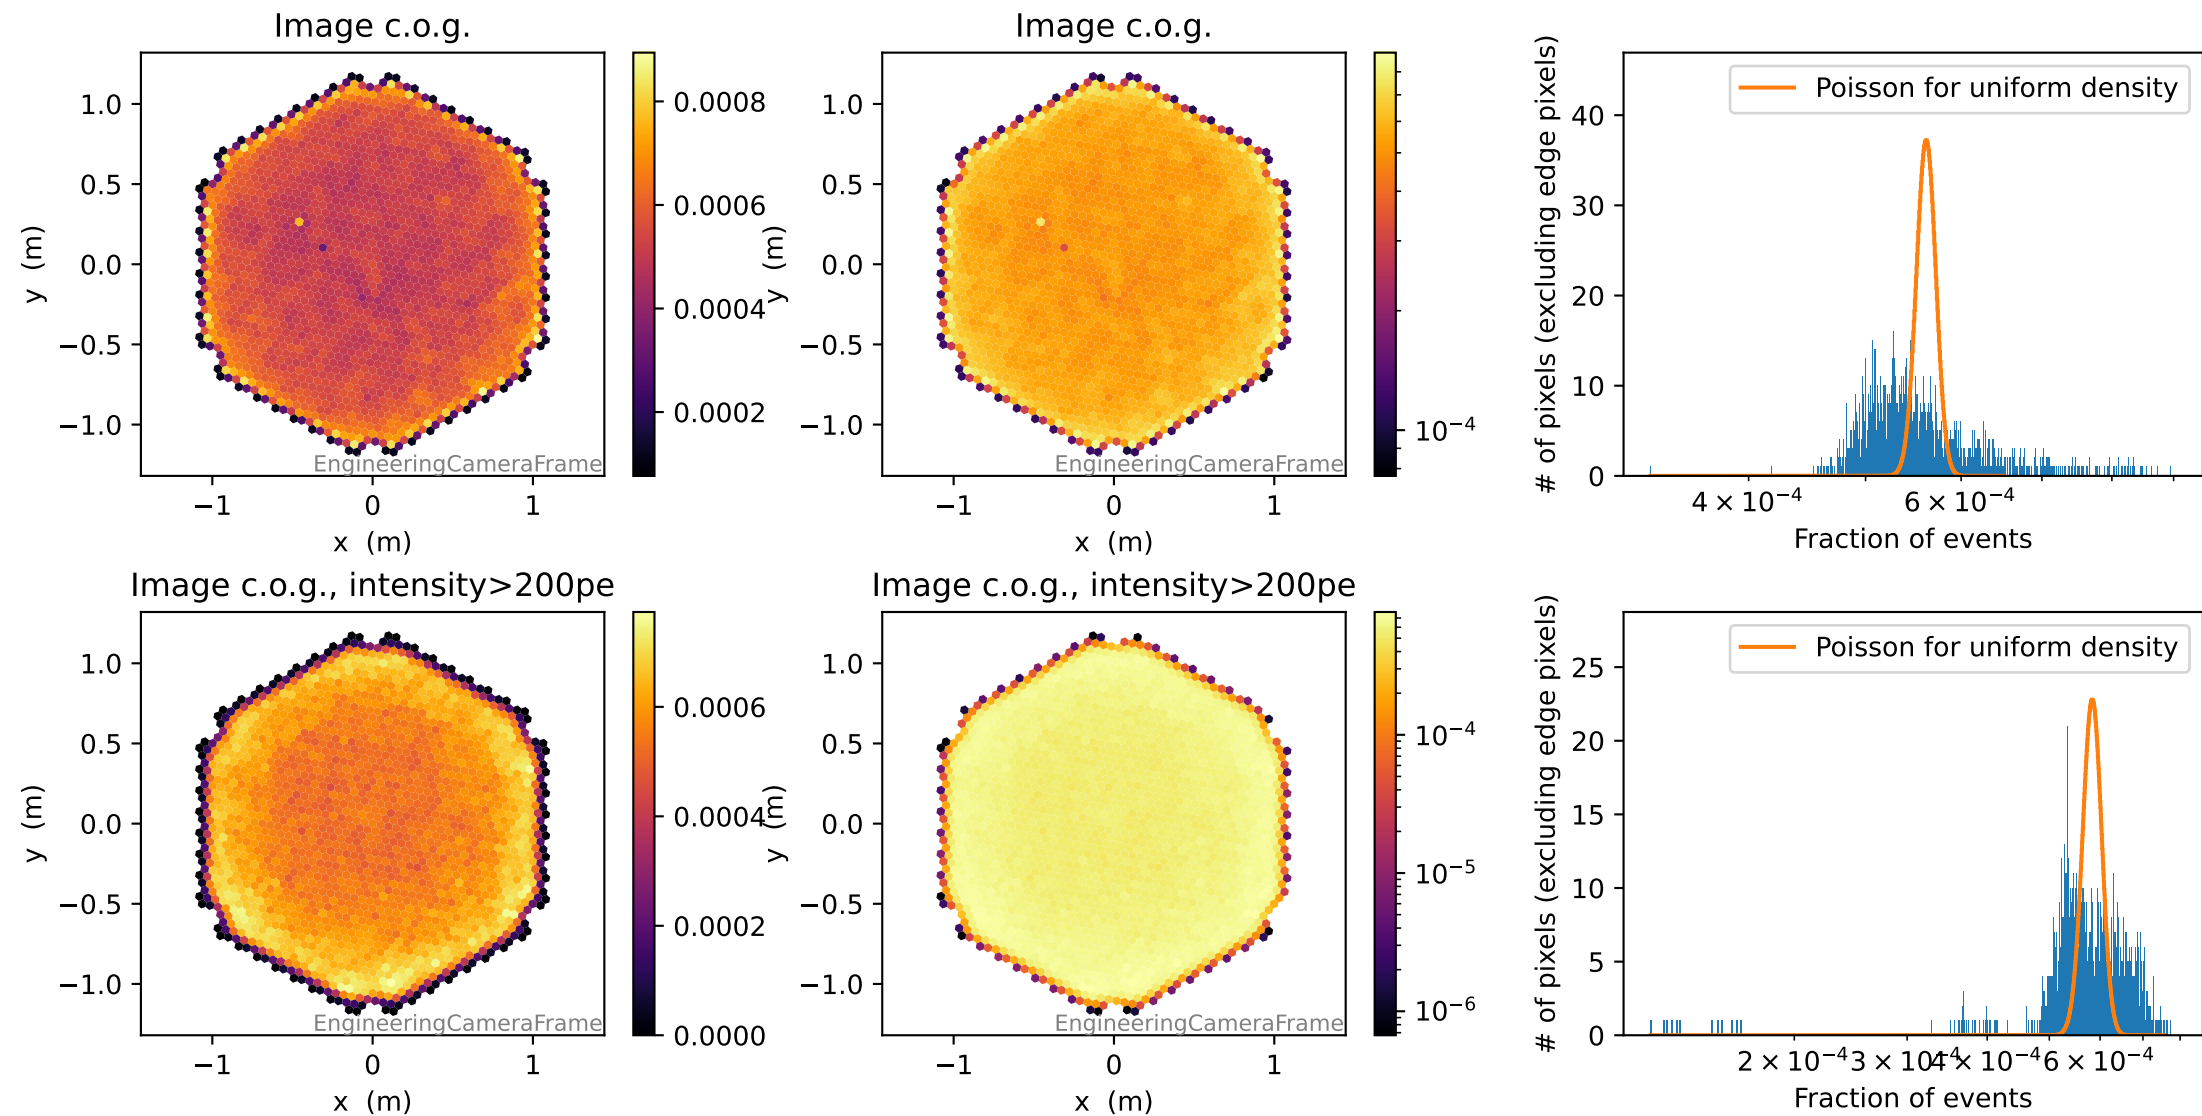 Image c.o.g.
1.0
0.5
0.0
−0.5
−1.0
y (m)
−1 0 1
x (m)
EngineeringCameraFrame
0.0008
0.0006
0.0004
0.0002
Image c.o.g.
1.0
0.5
0.0
−0.5
−1.0
y (m)
−1 0 1
x (m)
EngineeringCameraFrame
10⁻⁴
# of pixels (excluding edge pixels)
40
30
20
10
0
Poisson for uniform density
4 × 10⁻⁴ 6 × 10⁻⁴
Fraction of events
Image c.o.g., intensity>200pe
1.0
0.5
0.0
−0.5
−1.0
y (m)
−1 0 1
x (m)
EngineeringCameraFrame
0.0006
0.0004
0.0002
0.0000
Image c.o.g., intensity>200pe
1.0
0.5
0.0
−0.5
−1.0
y (m)
−1 0 1
x (m)
EngineeringCameraFrame
10⁻⁴
10⁻⁵
10⁻⁶
# of pixels (excluding edge pixels)
25
20
15
10
5
0
Poisson for uniform density
2 × 10⁻⁴ 3 × 10⁻⁴ 4 × 10⁻⁴ 6 × 10⁻⁴
Fraction of events